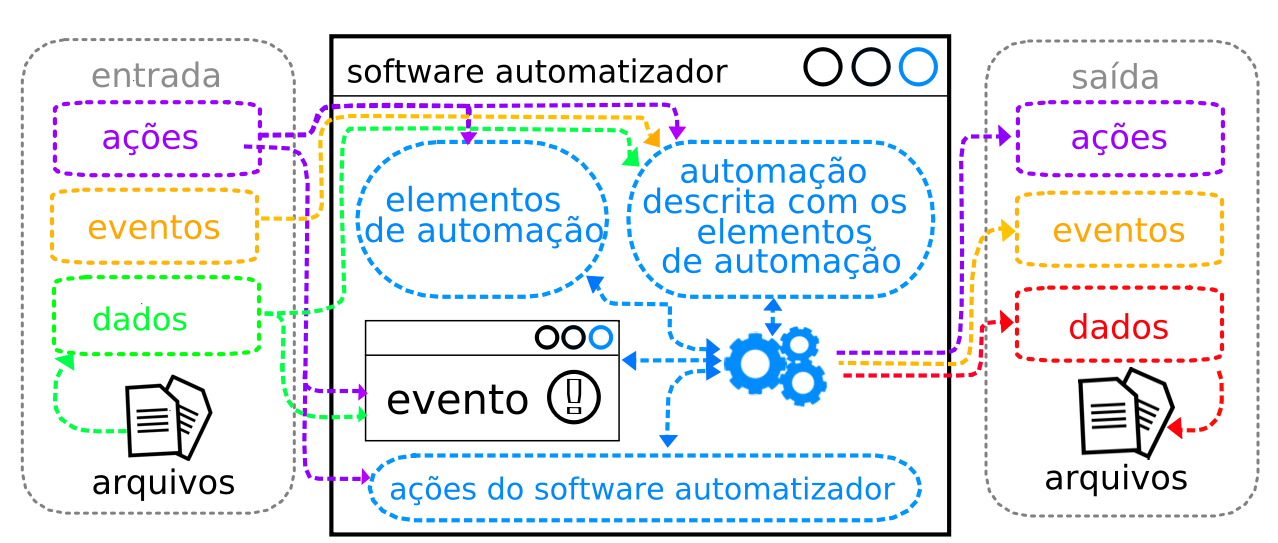 entrada
ações
eventos
dados
arquivos
software automatizador
elementos
de automação
automação
descrita com os
elementos
de automação
evento
!
ações do software automatizador
saída
ações
eventos
dados
arquivos